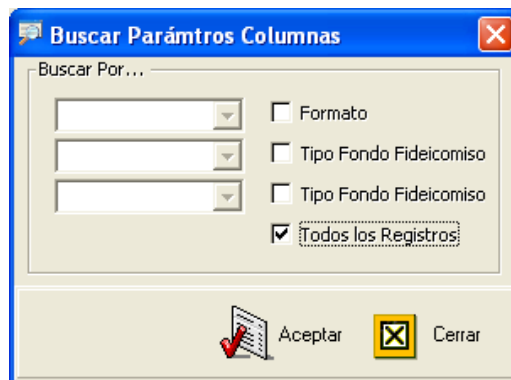 Buscar Parámtros Columnas
Buscar Por...
Formato
Tipo Fondo Fideicomiso
Tipo Fondo Fideicomiso
Todos los Registros
Aceptar Cerrar